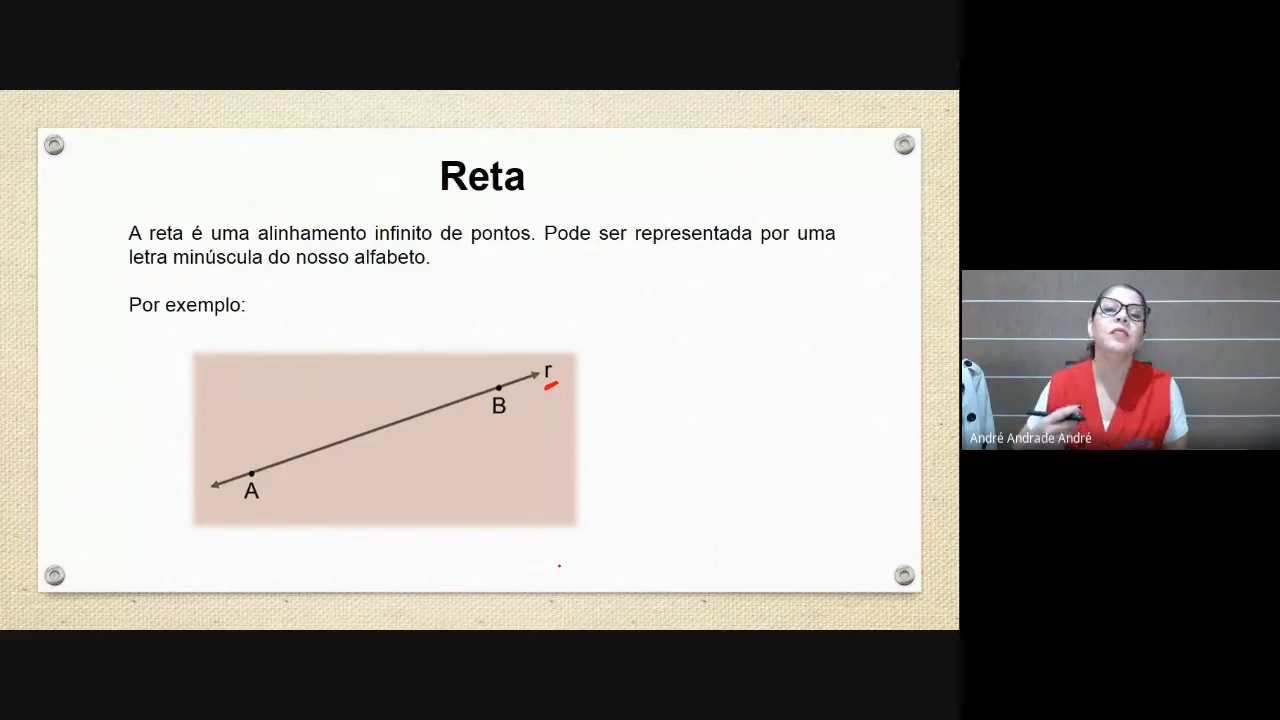 Reta
A reta é uma alinhamento infinito de pontos. Pode ser representada por uma
letra minúscula do nosso alfabeto.
Por exemplo:
r
B
A
André Andrade André